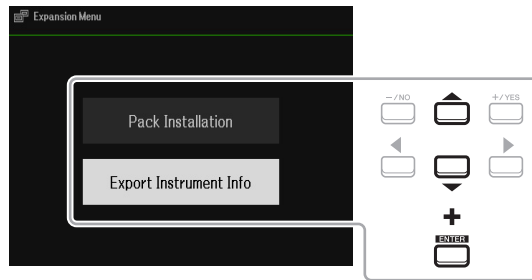 Expansion Menu
Pack Installation
Export Instrument Info
−/NO
+/YES
+
ENTER